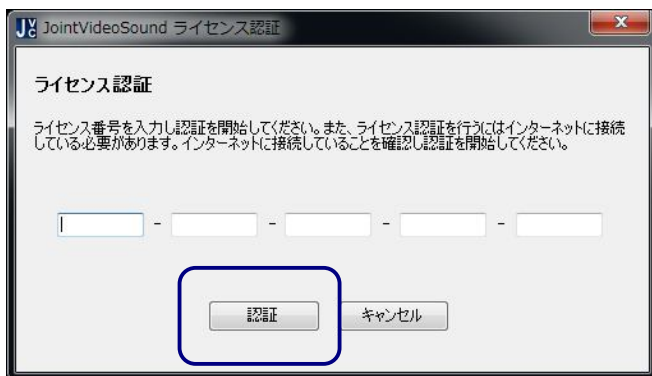 JVC JointVideoSound ライセンス認証
ライセンス認証
ライセンス番号を入力し認証を開始してください。また、ライセンス認証を行うにはインターネットに接続
している必要があります。インターネットに接続していることを確認し認証を開始してください。
- - - -
認証 キャンセル